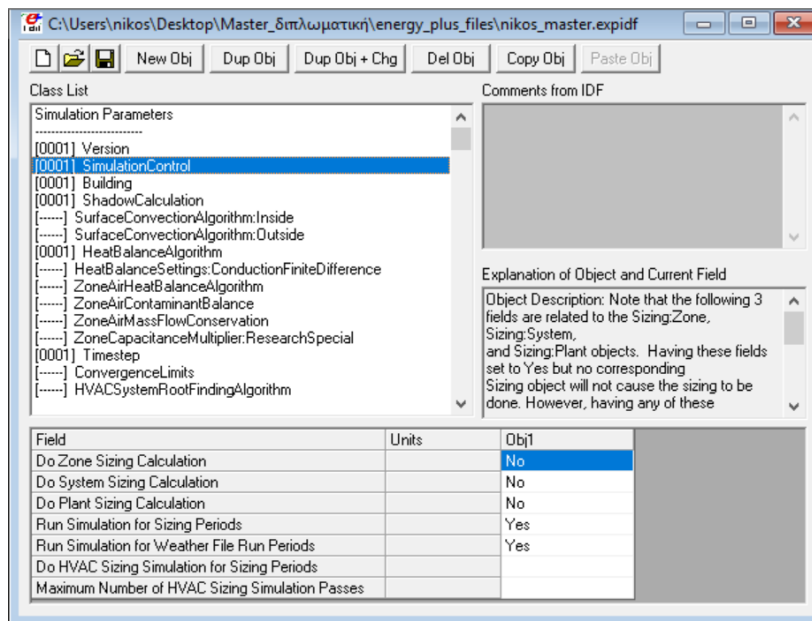 C:\Users\nikos\Desktop\Master_διπλωματική\energy_plus_files\nikos_master.expidf
New Obj Dup Obj Dup Obj + Chg Del Obj Copy Obj Paste Obj
Class List
Comments from IDF
Simulation Parameters
----------------------------
[0001] Version
[0001] SimulationControl
[0001] Building
[0001] ShadowCalculation
[------] SurfaceConvectionAlgorithm:Inside
[------] SurfaceConvectionAlgorithm:Outside
[0001] HeatBalanceAlgorithm
[------] HeatBalanceSettings:ConductionFiniteDifference
[------] ZoneAirHeatBalanceAlgorithm
[------] ZoneAirContaminantBalance
[------] ZoneAirMassFlowConservation
[------] ZoneCapacitanceMultiplier:ResearchSpecial
[0001] Timestep
[------] ConvergenceLimits
[------] HVACSystemRootFindingAlgorithm
Explanation of Object and Current Field
Object Description: Note that the following 3
fields are related to the Sizing:Zone,
Sizing:System,
and Sizing:Plant objects. Having these fields
set to Yes but no corresponding
Sizing object will not cause the sizing to be
done. However, having any of these
Field Units Obj1
Do Zone Sizing Calculation No
Do System Sizing Calculation No
Do Plant Sizing Calculation No
Run Simulation for Sizing Periods Yes
Run Simulation for Weather File Run Periods Yes
Do HVAC Sizing Simulation for Sizing Periods
Maximum Number of HVAC Sizing Simulation Passes